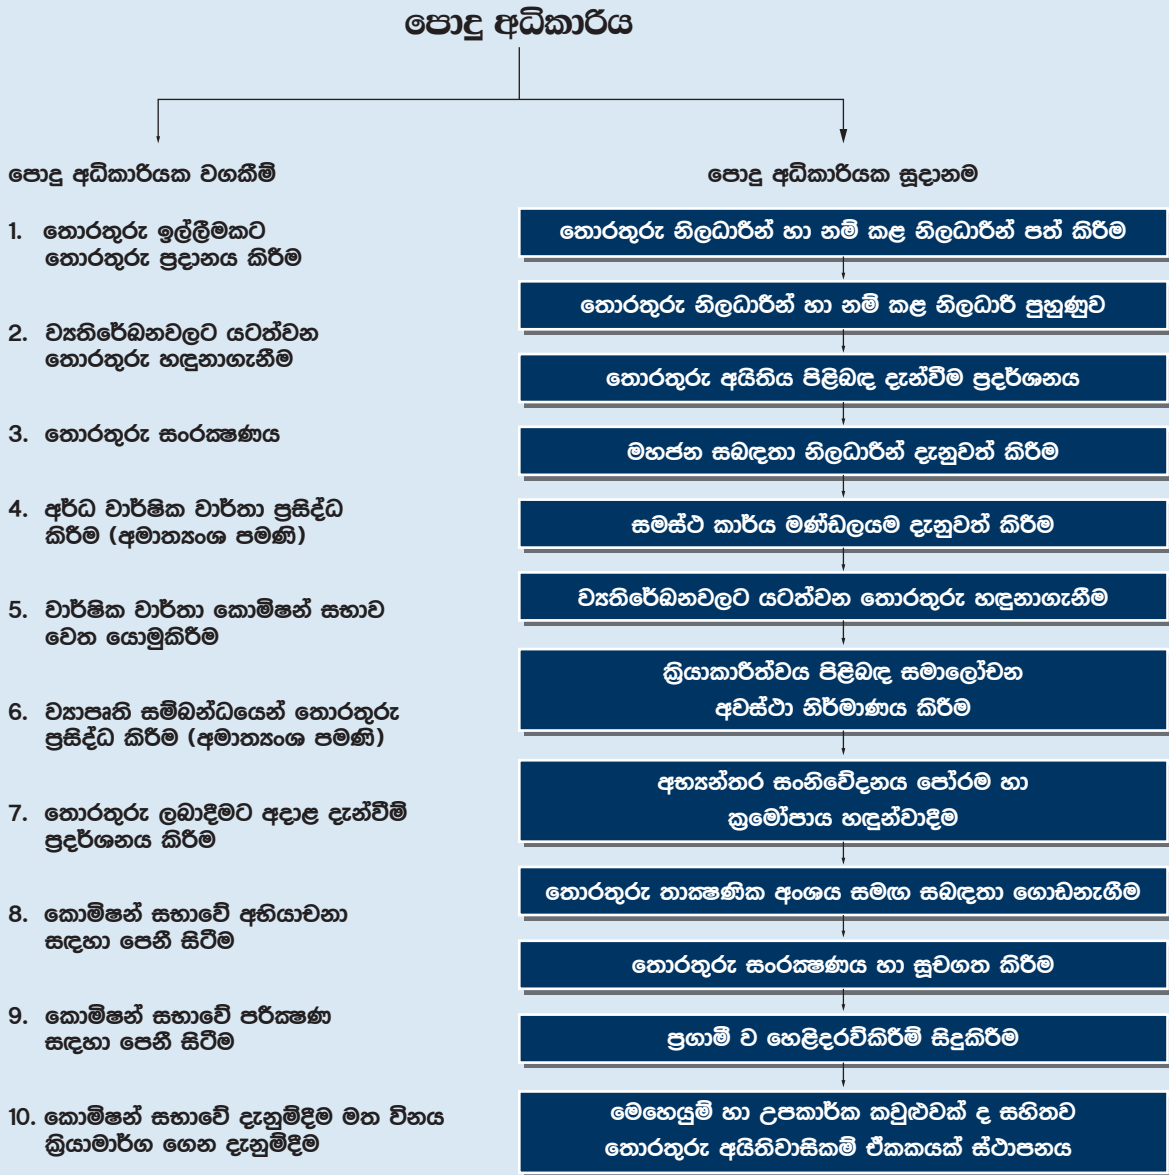 පොදු අධිකාරිය
පොදු අධිකාරියක වගකීම්
1. තොරතුරු ඉල්ලීමකට
තොරතුරු ප්‍රදානය කිරීම
2. ව්‍යතිරේඛනවලට යටත්වන
තොරතුරු හඳුනාගැනීම
3. තොරතුරු සංරක්‍ෂණය
4. අර්ධ වාර්ෂික වාර්තා ප්‍රසිද්ධ
කිරීම (අමාත්‍යංශ පමණි)
5. වාර්ෂික වාර්තා කොමිෂන් සභාව
වෙත යොමුකිරීම
6. ව්‍යාපෘති සම්බන්ධයෙන් තොරතුරු
ප්‍රසිද්ධ කිරීම (අමාත්‍යංශ පමණි)
7. තොරතුරු ලබාදීමට අදාළ දැන්වීම්
ප්‍රදර්ශනය කිරීම
8. කොමිෂන් සභාවේ අභියාචනා
සඳහා පෙනී සිටීම
9. කොමිෂන් සභාවේ පරීක්‍ෂණ
සඳහා පෙනී සිටීම
10. කොමිෂන් සභාවේ දැනුම්දීම මත විනය
ක්‍රියාමාර්ග ගෙන දැනුම්දීම
පොදු අධිකාරියක සූදානම
තොරතුරු නිලධාරීන් හා නම් කළ නිලධාරීන් පත් කිරීම
තොරතුරු නිලධාරීන් හා නම් කළ නිලධාරී පුහුණුව
තොරතුරු අයිතිය පිළිබඳ දැන්වීම ප්‍රදර්ශනය
මහජන සබඳතා නිලධාරීන් දැනුවත් කිරීම
සමස්ථ කාර්ය මණ්ඩලයම දැනුවත් කිරීම
ව්‍යතිරේඛනවලට යටත්වන තොරතුරු හඳුනාගැනීම
ක්‍රියාකාරීත්වය පිළිබඳ සමාලෝචන
අවස්ථා නිර්මාණය කිරීම
අභ්‍යන්තර සංනිවේදනය පෝරම හා
ක්‍රමෝපාය හඳුන්වාදීම
තොරතුරු තාක්‍ෂණික අංශය සමඟ සබඳතා ගොඩනැගීම
තොරතුරු සංරක්‍ෂණය හා සූචගත කිරීම
ප්‍රගාමී ව හෙළිදරව්කිරීම් සිදුකිරීම
මෙහෙයුම් හා උපකාර්ක කවුළුවක් ද සහිතව
තොරතුරු අයිතිවාසිකම් ඒකකයක් ස්ථාපනය